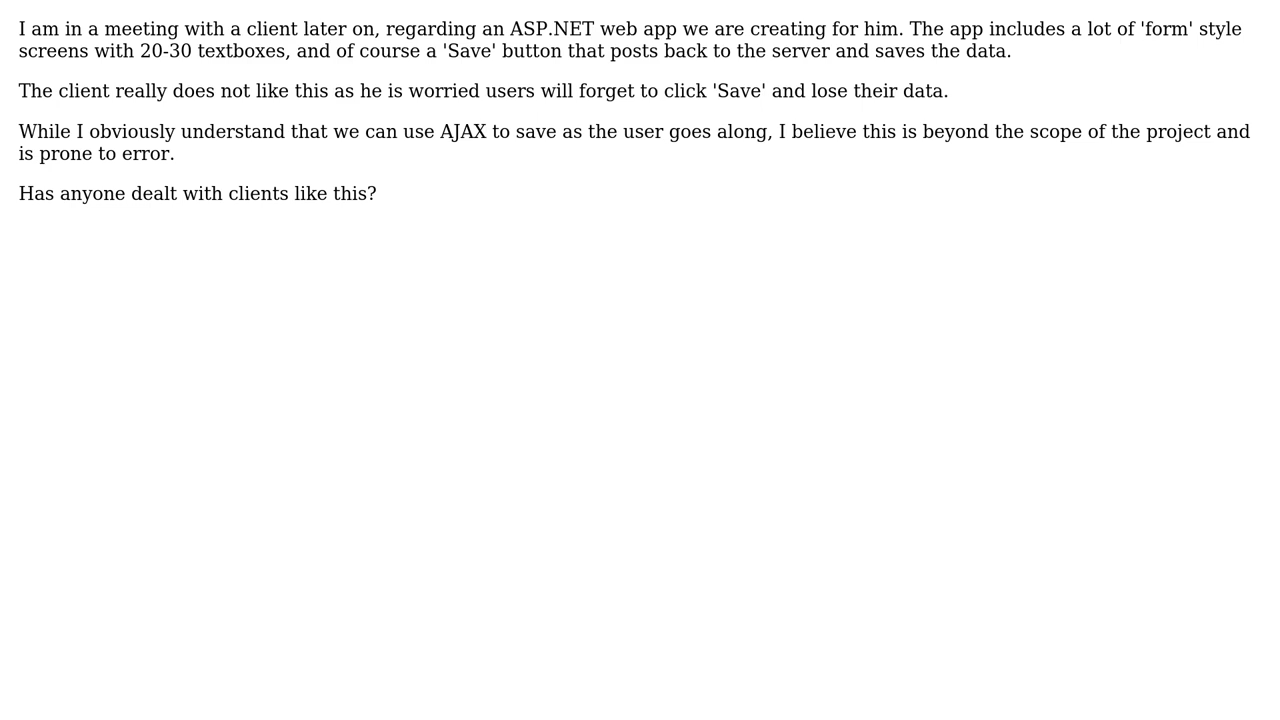 I am in a meeting with a client later on, regarding an ASP.NET web app we are creating for him. The app includes a lot of 'form' style
screens with 20-30 textboxes, and of course a 'Save' button that posts back to the server and saves the data.
The client really does not like this as he is worried users will forget to click 'Save' and lose their data.
While I obviously understand that we can use AJAX to save as the user goes along, I believe this is beyond the scope of the project and
is prone to error.
Has anyone dealt with clients like this?